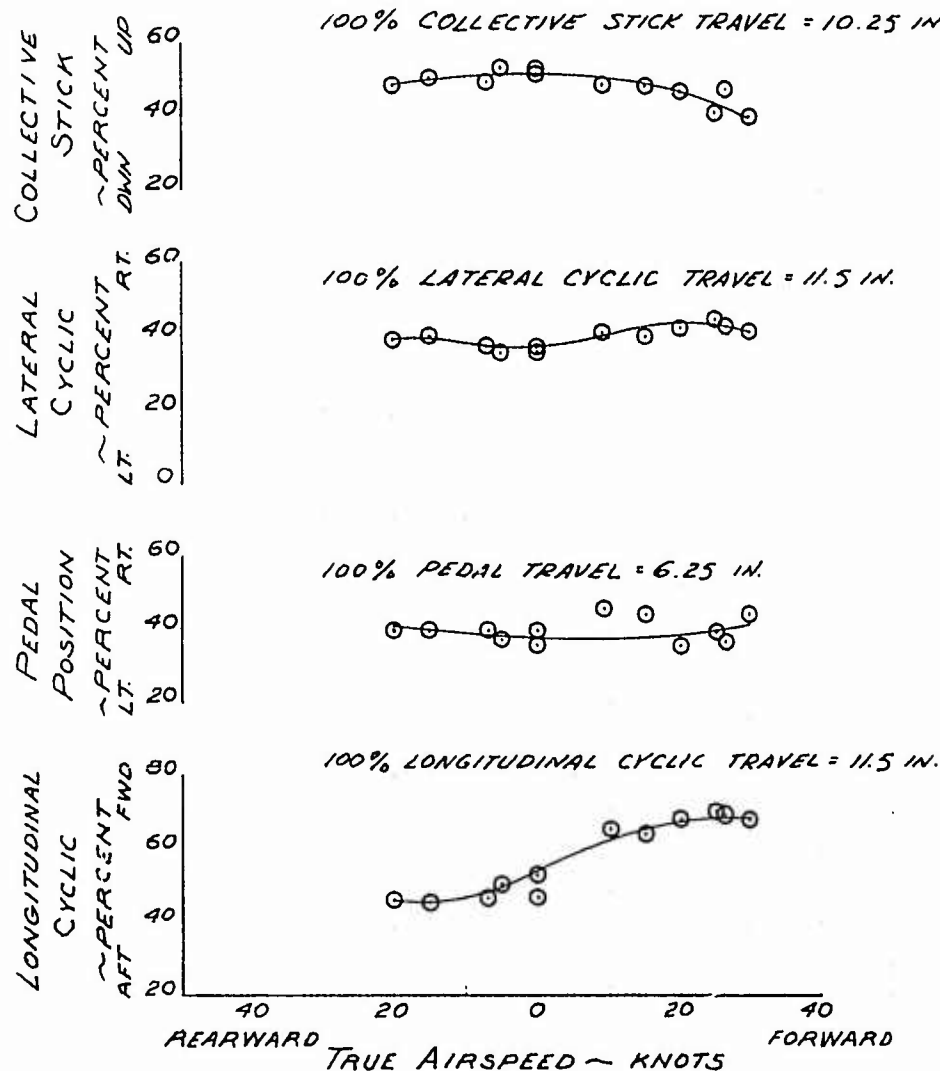 100% COLLECTIVE STICK TRAVEL = 10.25 IN
COLLECTIVE
STICK
~PERCENT
DWN UP
60
40
20
100% LATERAL CYCLIC TRAVEL = 11.5 IN.
LATERAL
CYCLIC
~PERCENT
LT. RT.
60
40
20
0
100% PEDAL TRAVEL = 6.25 IN.
PEDAL
POSITION
~PERCENT
LT. RT.
60
40
20
100% LONGITUDINAL CYCLIC TRAVEL = 11.5 IN.
LONGITUDINAL
CYCLIC
~PERCENT
AFT FWD
80
60
40
20
40 20 0 20 40
REARWARD FORWARD
TRUE AIRSPEED ~ KNOTS